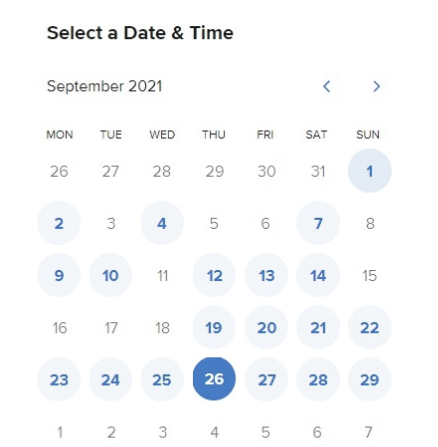 Select a Date & Time
September 2021
MON TUE WED THU FRI SAT SUN
26 27 28 29 30 31 1
2 3 4 5 6 7 8
9 10 11 12 13 14 15
16 17 18 19 20 21 22
23 24 25 26 27 28 29
1 2 3 4 5 6 7